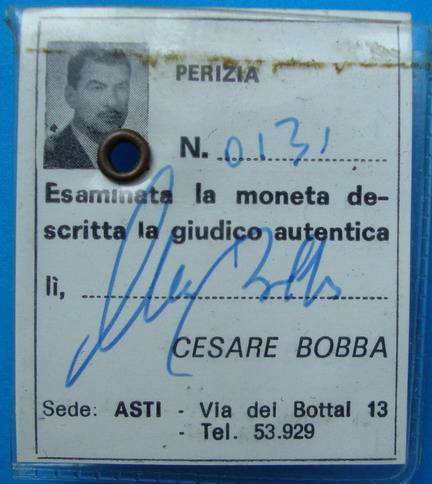 PERIZIA
N. 0131
Esaminata la moneta de-
scritta la giudico autentica
lì,
CESARE BOBBA
Sede: ASTI - Via dei Bottai 13
- Tel. 53.929